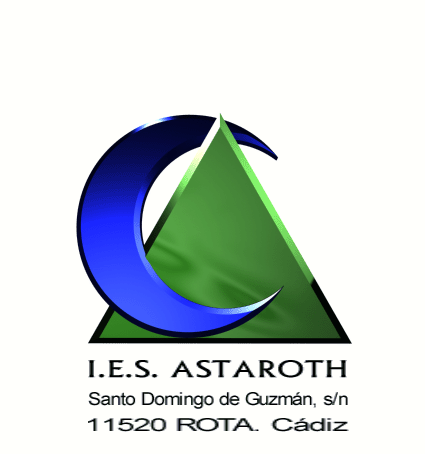 I.E.S. ASTAROTH
Santo Domingo de Guzmán, s/n
11520 ROTA. Cádiz